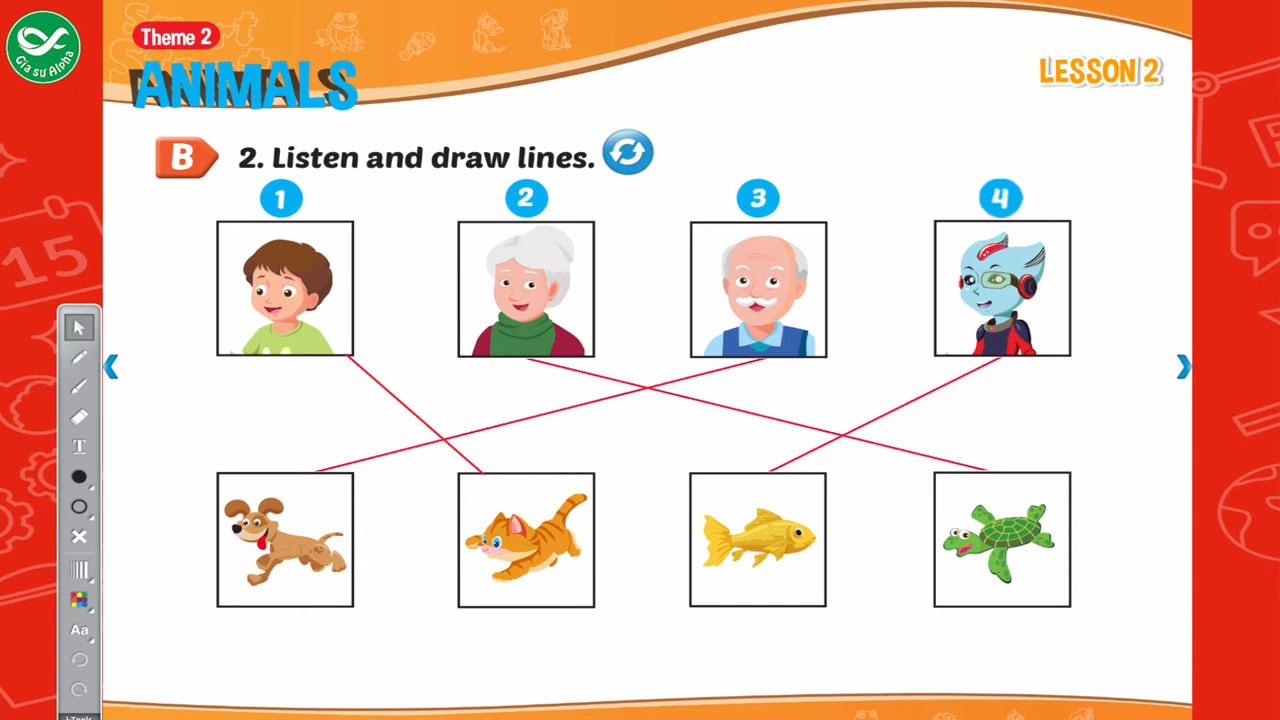 Gia sư Alpha
Theme 2
ANIMALS
LESSON 2
B
2. Listen and draw lines.
1
2
3
4
15
T
Aa